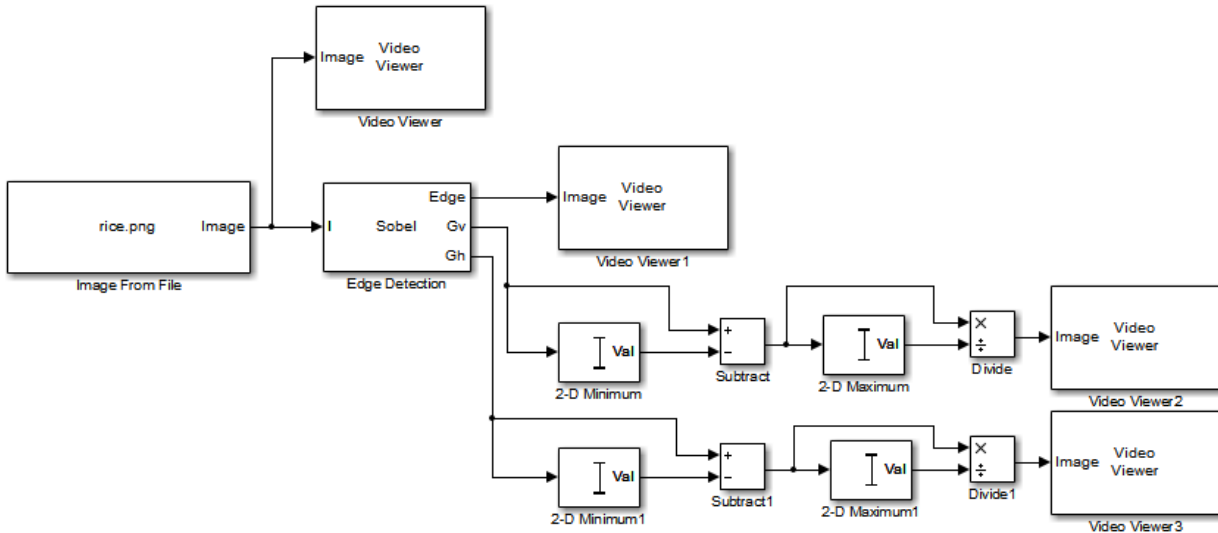 Image
Video
Viewer
Video Viewer
rice.png
Image
Image From File
I
Sobel
Edge
Gv
Gh
Edge Detection
Image
Video
Viewer
Video Viewer1
Val
2-D Minimum
+
−
Subtract
Val
2-D Maximum
×
÷
Divide
Image
Video
Viewer
Video Viewer2
Val
2-D Minimum1
+
−
Subtract1
Val
2-D Maximum1
×
÷
Divide1
Image
Video
Viewer
Video Viewer3